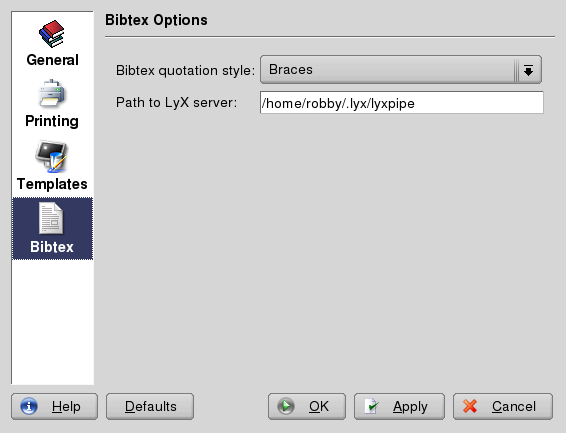 Bibtex Options
General
Printing
Templates
Bibtex
Bibtex quotation style: Braces
Path to LyX server: /home/robby/.lyx/lyxpipe
Help Defaults OK Apply Cancel